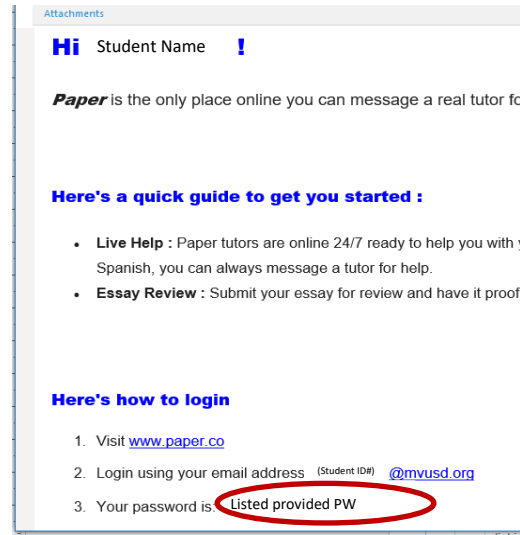 Attachments
Hi Student Name !
Paper is the only place online you can message a real tutor
Here's a quick guide to get you started :
• Live Help : Paper tutors are online 24/7 ready to help you with
Spanish, you can always message a tutor for help.
• Essay Review : Submit your essay for review and have it
Here's how to login
1. Visit www.paper.co
2. Login using your email address (Student ID#) @mvusd.org
3. Your password is: Listed provided PW